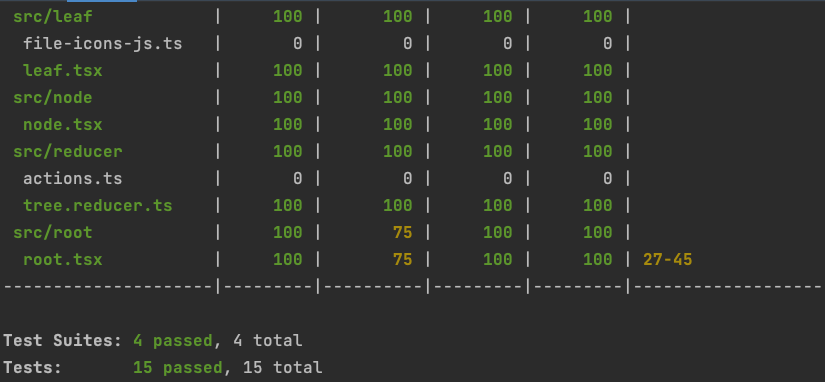 src/leaf | 100 | 100 | 100 | 100 |
file-icons-js.ts | 0 | 0 | 0 | 0 |
leaf.tsx | 100 | 100 | 100 | 100 |
src/node | 100 | 100 | 100 | 100 |
node.tsx | 100 | 100 | 100 | 100 |
src/reducer | 100 | 100 | 100 | 100 |
actions.ts | 0 | 0 | 0 | 0 |
tree.reducer.ts | 100 | 100 | 100 | 100 |
src/root | 100 | 75 | 100 | 100 |
root.tsx | 100 | 75 | 100 | 100 | 27-45
---------------------|---------|----------|---------|---------|-------------------
Test Suites: 4 passed, 4 total
Tests: 15 passed, 15 total